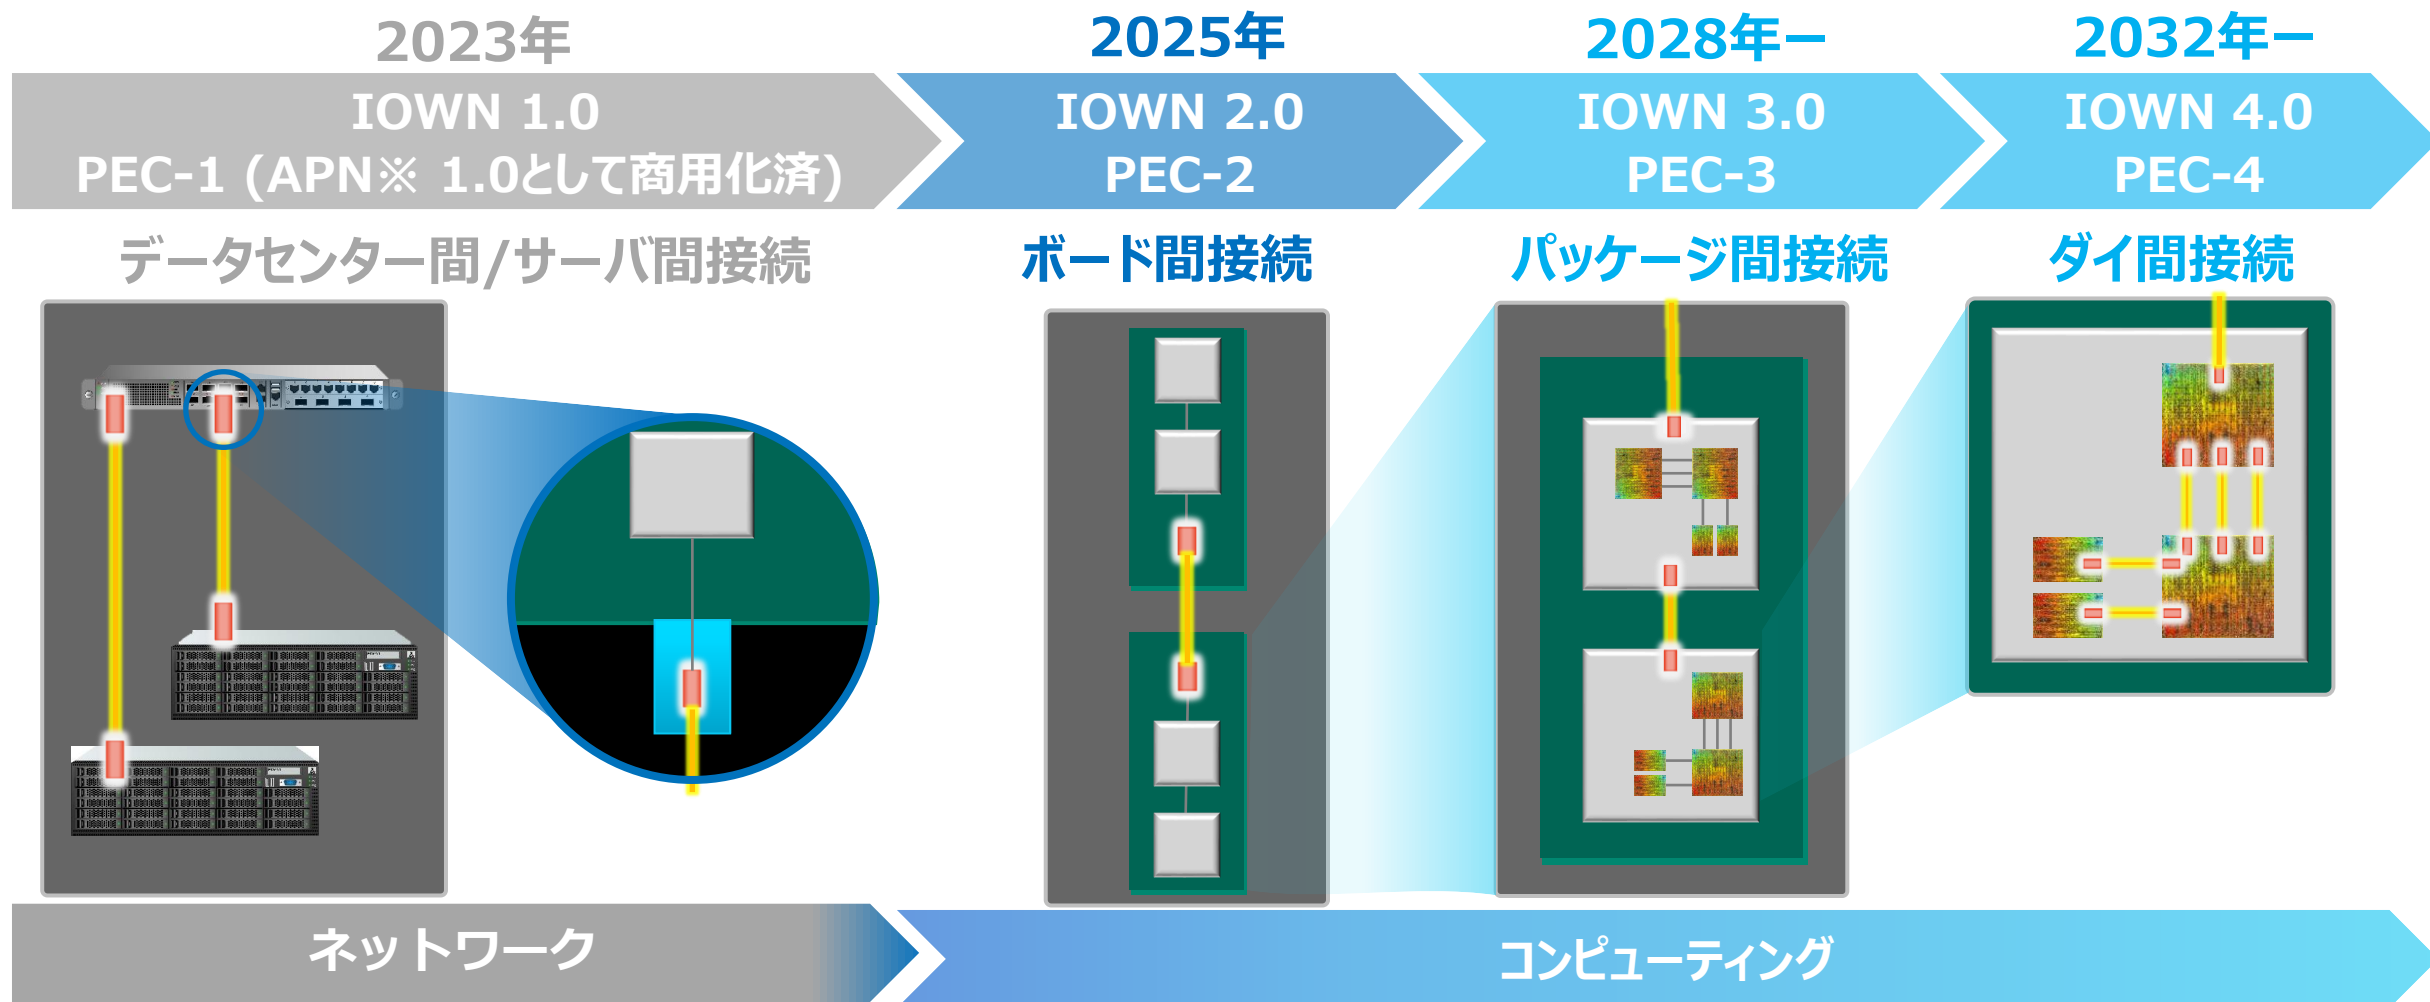 2023年
IOWN 1.0
PEC-1 (APN※ 1.0として商用化済)
データセンター間/サーバ間接続
2025年
IOWN 2.0
PEC-2
ボード間接続
2028年ー
IOWN 3.0
PEC-3
パッケージ間接続
2032年ー
IOWN 4.0
PEC-4
ダイ間接続
ネットワーク
コンピューティング